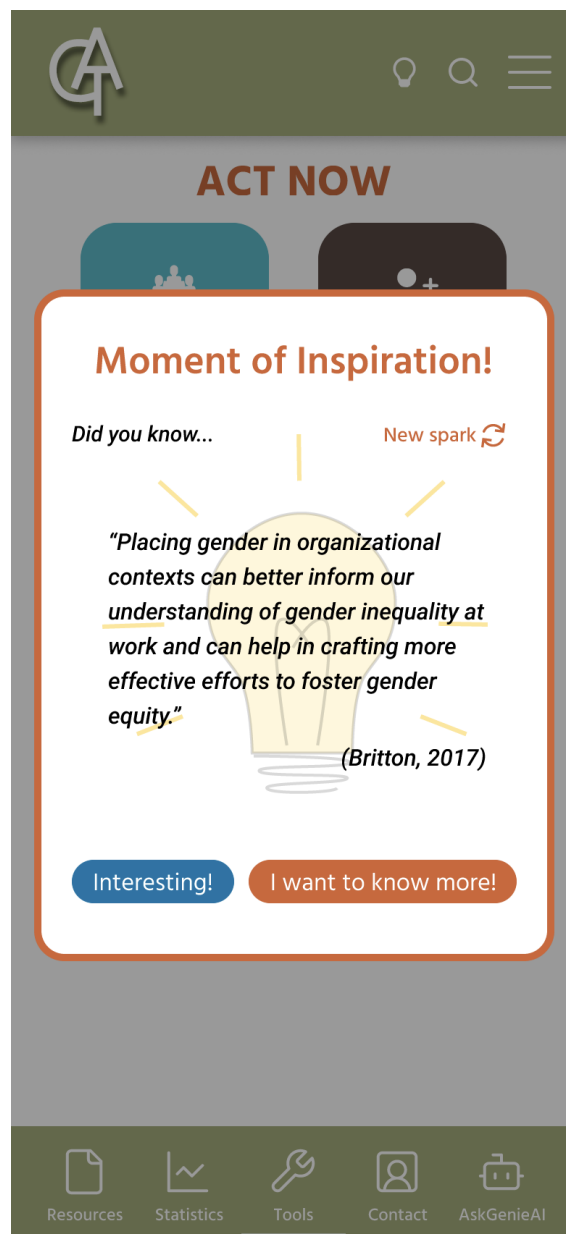 CAT
ACT NOW
Moment of Inspiration!
Did you know...
New spark
“Placing gender in organizational
contexts can better inform our
understanding of gender inequality at
work and can help in crafting more
effective efforts to foster gender
equity.”
(Britton, 2017)
Interesting!
I want to know more!
Resources
Statistics
Tools
Contact
AskGenieAI